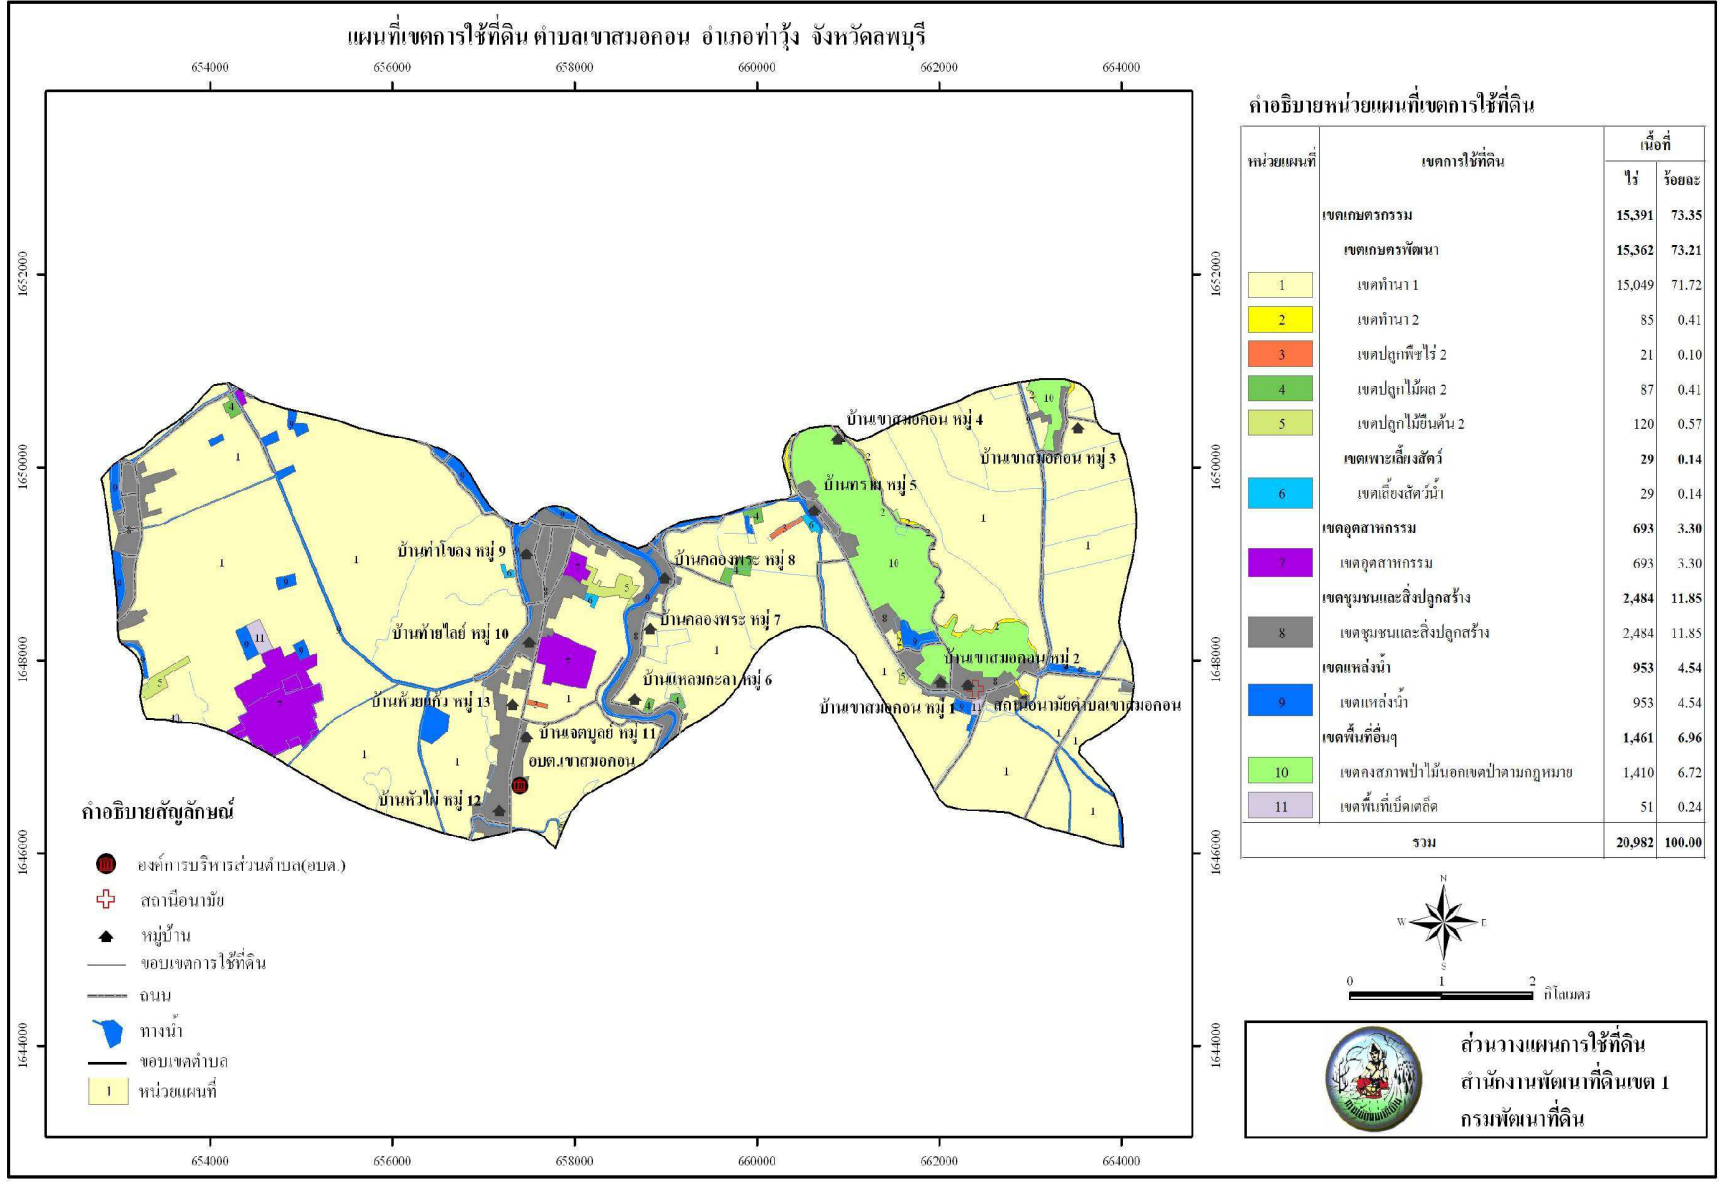 แผนที่เขตการใช้ที่ดิน ตำบลเขาสมอคอน อำเภอท่าวุ้ง จังหวัดลพบุรี
654000 656000 658000 660000 662000 664000
1652000 1652000
1650000 1650000
1648000 1648000
1646000 1646000
1644000 1644000
บ้านเขาสมอคอน หมู่ 4
บ้านเขาสมอคอน หมู่ 3
บ้านทราย หมู่ 5
บ้านท่าโขลง หมู่ 9
บ้านคลองพระ หมู่ 8
บ้านคลองพระ หมู่ 7
บ้านท้ายไลย์ หมู่ 10
บ้านเขาสมอคอน หมู่ 2
บ้านแหลมกะลา หมู่ 6
บ้านห้วยแก้ว หมู่ 13
บ้านเขาสมอคอน หมู่ 1
สถานีอนามัยตำบลเขาสมอคอน
บ้านเจตบูลย์ หมู่ 11
อบต.เขาสมอคอน
บ้านหัวไผ่ หมู่ 12
คำอธิบายสัญลักษณ์
องค์การบริหารส่วนตำบล(อบต.)
สถานีอนามัย
หมู่บ้าน
ขอบเขตการใช้ที่ดิน
ถนน
ทางน้ำ
ขอบเขตตำบล
1 หน่วยแผนที่
654000 656000 658000 660000 662000 664000
คำอธิบายหน่วยแผนที่เขตการใช้ที่ดิน
หน่วยแผนที่ เขตการใช้ที่ดิน เนื้อที่
ไร่ ร้อยละ
เขตเกษตรกรรม 15,391 73.35
เขตเกษตรพัฒนา 15,362 73.21
1 เขตทำนา 1 15,049 71.72
2 เขตทำนา 2 85 0.41
3 เขตปลูกพืชไร่ 2 21 0.10
4 เขตปลูกไม้ผล 2 87 0.41
5 เขตปลูกไม้ยืนต้น 2 120 0.57
เขตเพาะเลี้ยงสัตว์ 29 0.14
6 เขตเลี้ยงสัตว์น้ำ 29 0.14
เขตอุตสาหกรรม 693 3.30
7 เขตอุตสาหกรรม 693 3.30
เขตชุมชนและสิ่งปลูกสร้าง 2,484 11.85
8 เขตชุมชนและสิ่งปลูกสร้าง 2,484 11.85
เขตแหล่งน้ำ 953 4.54
9 เขตแหล่งน้ำ 953 4.54
เขตพื้นที่อื่นๆ 1,461 6.96
10 เขตคงสภาพป่าไม้นอกเขตป่าตามกฎหมาย 1,410 6.72
11 เขตพื้นที่เบ็ดเตล็ด 51 0.24
รวม 20,982 100.00
N
W E
S
0 1 2
กิโลเมตร
ส่วนวางแผนการใช้ที่ดิน
สำนักงานพัฒนาที่ดินเขต 1
กรมพัฒนาที่ดิน